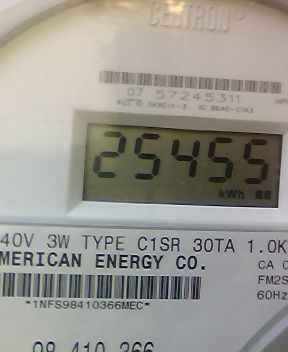 CENTRON®
07 57245311
25455
kWh
40V 3W TYPE C1SR 30TA 1.0K
MERICAN ENERGY CO.
CA 0
FM2S
60Hz
*1NFS98410366MEC*
98 410 366